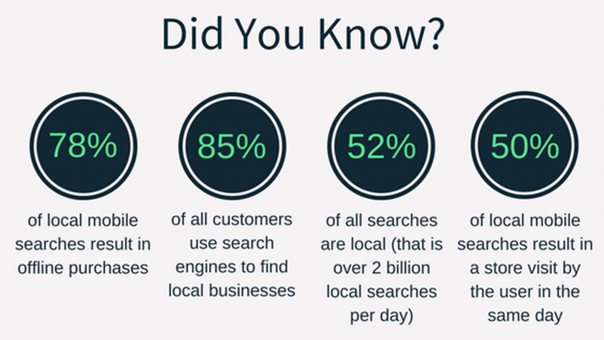 Did You Know?
78%
of local mobile
searches result in
offline purchases
85%
of all customers
use search
engines to find
local businesses
52%
of all searches
are local (that is
over 2 billion
local searches
per day)
50%
of local mobile
searches result in
a store visit by
the user in the
same day